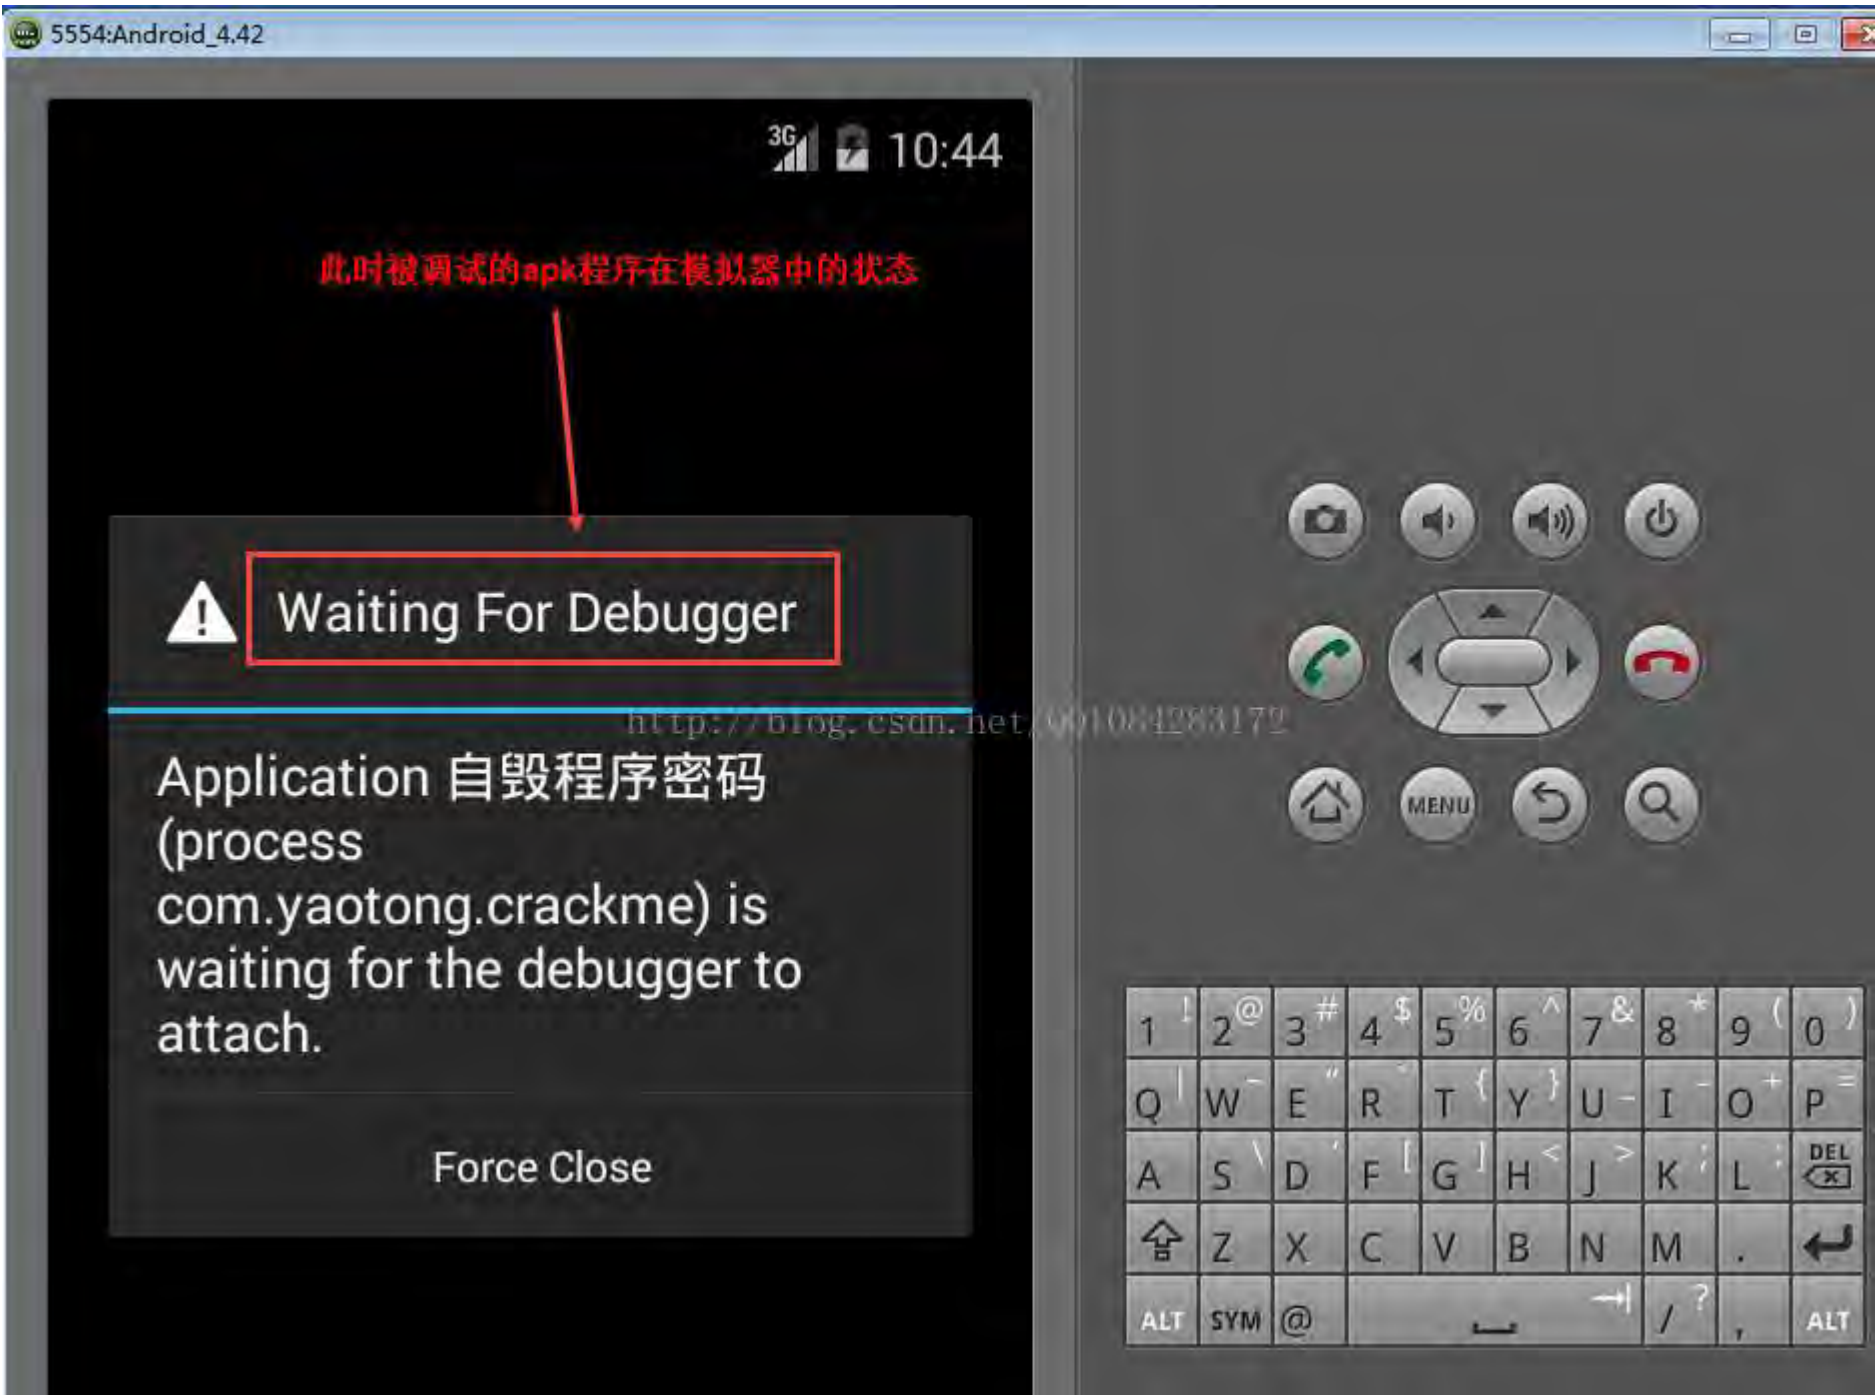 5554:Android_4.42
3G 10:44
此时被调试的apk程序在模拟器中的状态
Waiting For Debugger
http://blog.csdn.net/QQ1084283172
Application 自毁程序密码
(process
com.yaotong.crackme) is
waiting for the debugger to
attach.
Force Close
MENU
1 ! 2 @ 3 # 4 $ 5 % 6 ^ 7 & 8 * 9 ( 0 )
Q | W ~ E " R ` T { Y } U _ I - O + P =
A S \ D ' F [ G ] H < J > K ; L : DEL
Z X C V B N M .
ALT SYM @ / ? , ALT